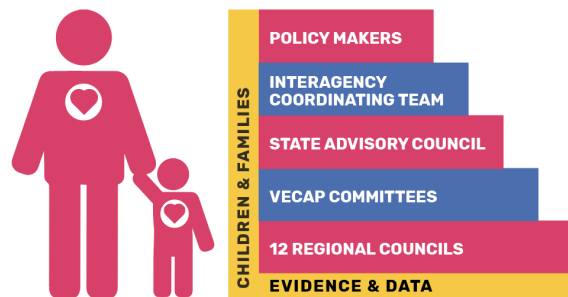 CHILDREN & FAMILIES
POLICY MAKERS
INTERAGENCY
COORDINATING TEAM
STATE ADVISORY COUNCIL
VECAP COMMITTEES
12 REGIONAL COUNCILS
EVIDENCE & DATA